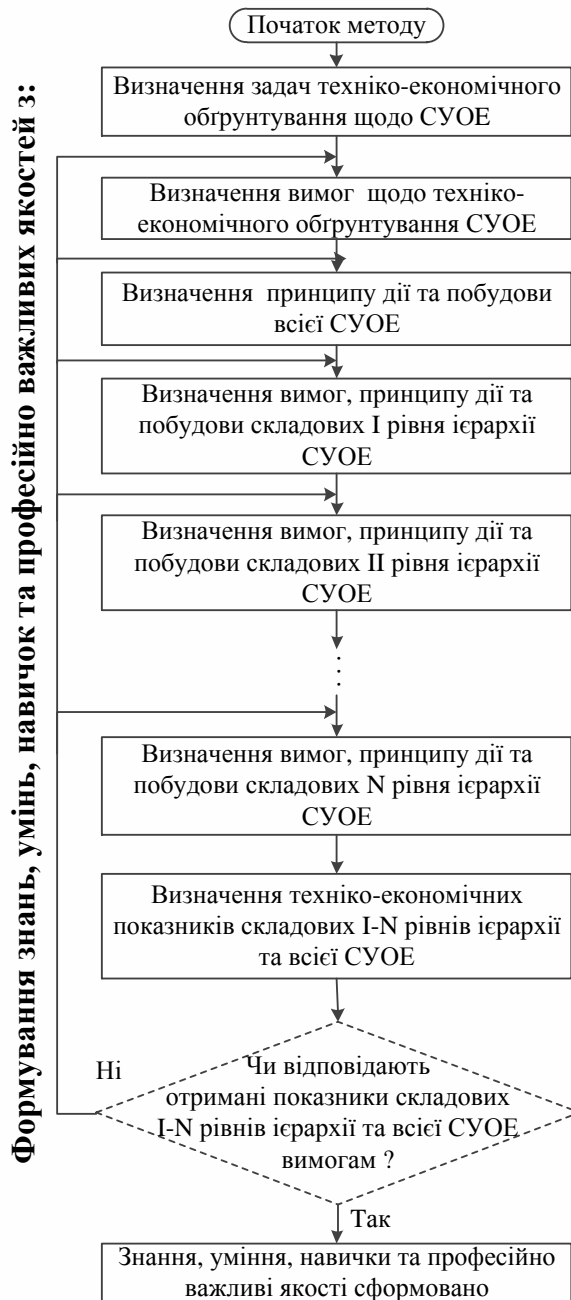 Формування знань, умінь, навичок та професійно важливих якостей з:
Початок методу
Визначення задач техніко-економічного
обґрунтування щодо СУОЕ
Визначення вимог щодо техніко-
економічного обґрунтування СУОЕ
Визначення принципу дії та побудови
всієї СУОЕ
Визначення вимог, принципу дії та
побудови складових I рівня ієрархії
СУОЕ
Визначення вимог, принципу дії та
побудови складових II рівня ієрархії
СУОЕ
. . .
Визначення вимог, принципу дії та
побудови складових N рівня ієрархії
СУОЕ
Визначення техніко-економічних
показників складових I-N рівнів ієрархії
та всієї СУОЕ
Ні
Чи відповідають
отримані показники складових
I-N рівнів ієрархії та всієї СУОЕ
вимогам ?
Так
Знання, уміння, навички та професійно
важливі якості сформовано